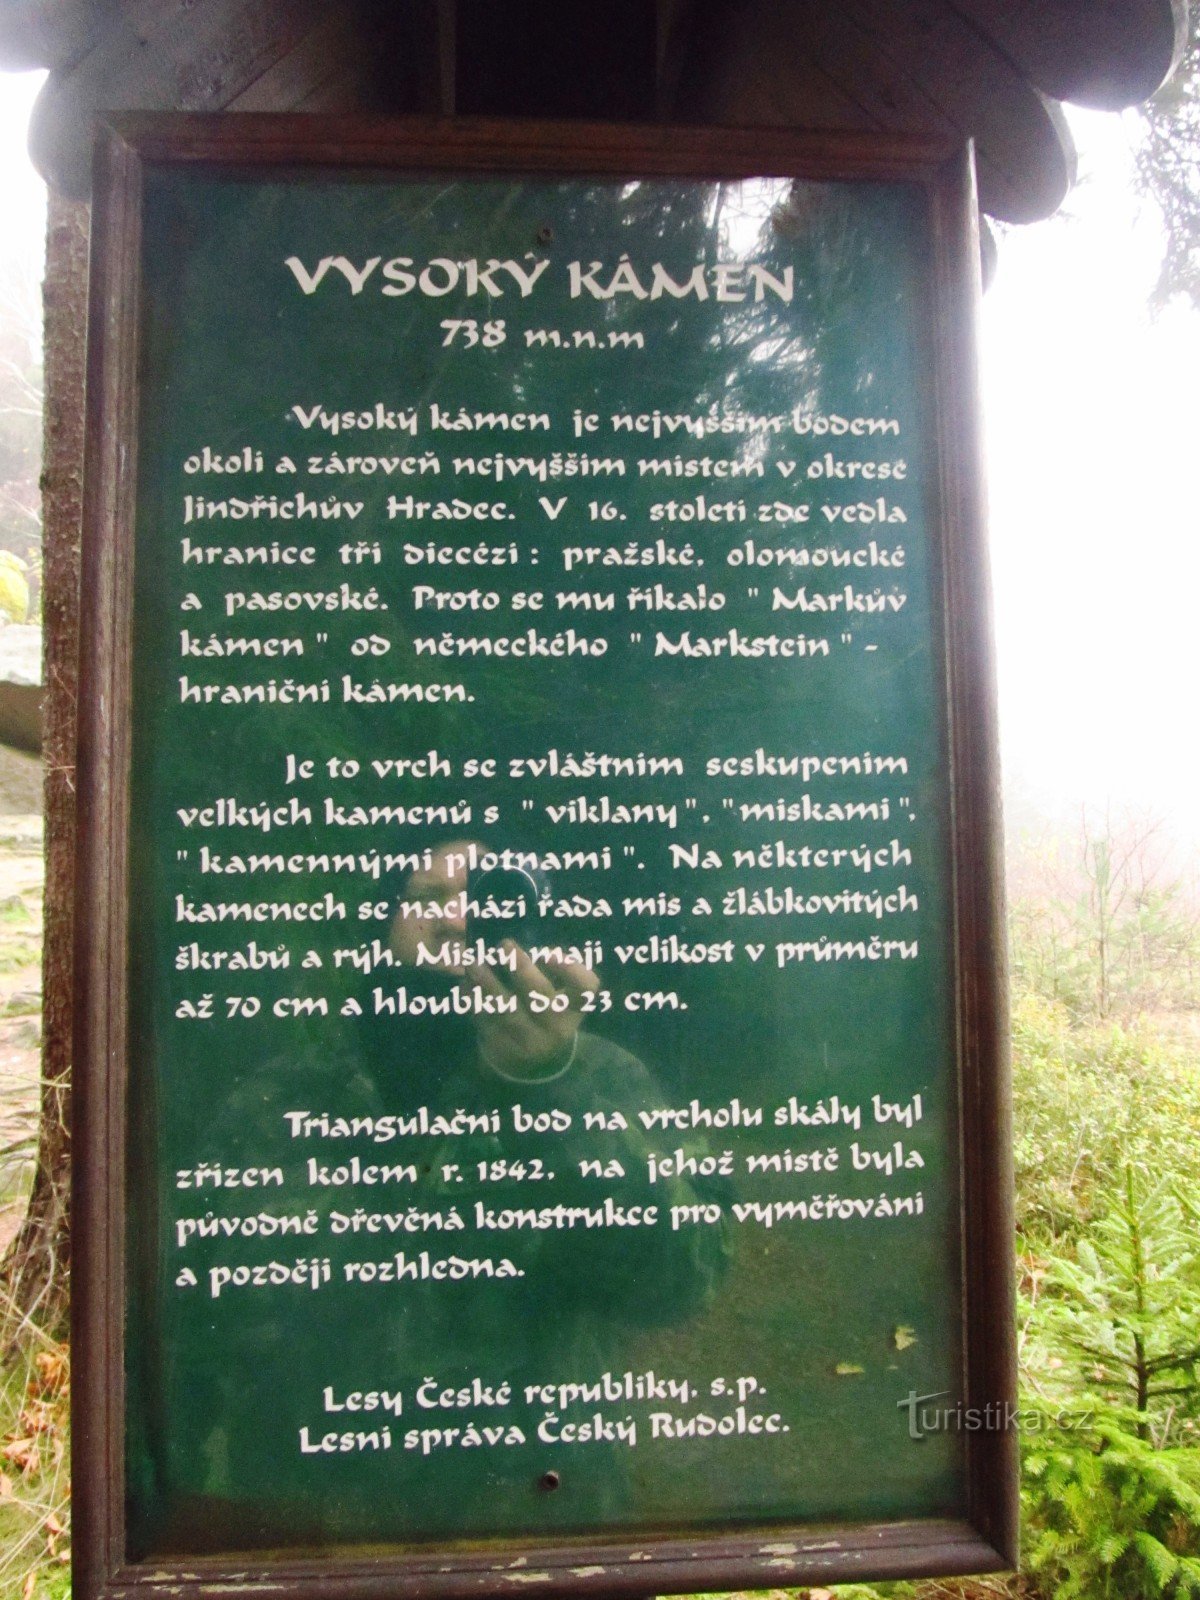 VYSOKÝ KÁMEN
738 m.n.m
Vysoký kámen je nejvyšším bodem
okolí a zároveň nejvyšším místem v okrese
Jindřichův Hradec. V 16. století zde vedla
hranice tří diecézí: pražské, olomoucké
a pasovské. Proto se mu říkalo " Markův
kámen " od německého " Markstein " -
hraniční kámen.
Je to vrch se zvláštním seskupením
velkých kamenů s " viklany ", "miskami ",
" kamennými plotnami ". Na některých
kamenech se nachází řada mis a žlábkovitých
škrabů a rýh. Misky mají velikost v průměru
až 70 cm a hloubku do 23 cm.
Triangulační bod na vrcholu skály byl
zřízen kolem r. 1842, na jehož místě byla
původně dřevěná konstrukce pro vyměřování
a později rozhledna.
Lesy České republiky, s.p.
Lesní správa Český Rudolec.
Turistika.cz